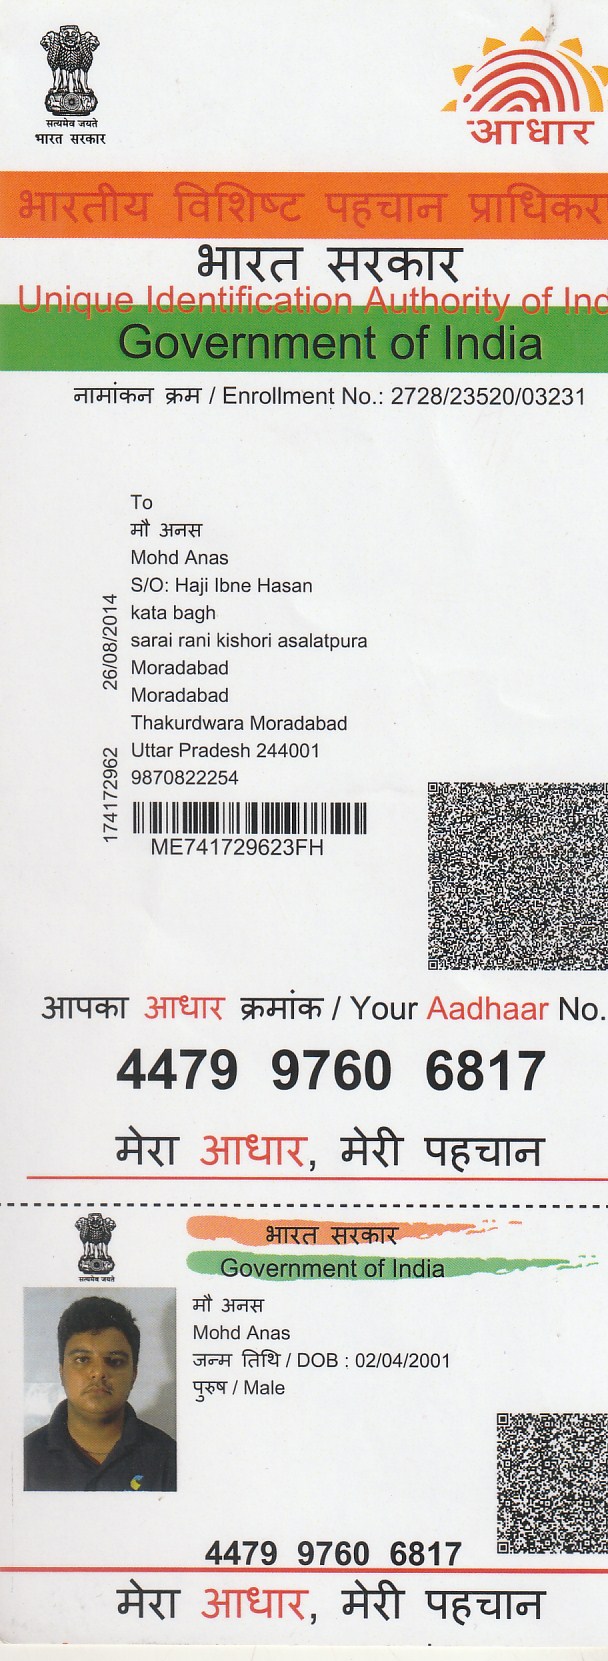 सत्यमेव जयते
भारत सरकार
आधार
भारतीय विशिष्ट पहचान
भारत सरकार
Unique Identification Authority of
Government of India
नामांकन क्रम / Enrollment No.: 2728/23520/03231
To
मौ अनस
Mohd Anas
S/O: Haji Ibne Hasan
kata bagh
sarai rani kishori asalatpura
Moradabad
Moradabad
Thakurdwara Moradabad
Uttar Pradesh 244001
9870822254
26/08/2014
174172962
ME741729623FH
आपका आधार क्रमांक / Your Aadhaar No.
4479 9760 6817
मेरा आधार, मेरी पहचान
सत्यमेव जयते
भारत सरकार
Government of India
मौ अनस
Mohd Anas
जन्म तिथि / DOB : 02/04/2001
पुरुष / Male
4479 9760 6817
मेरा आधार, मेरी पहचान